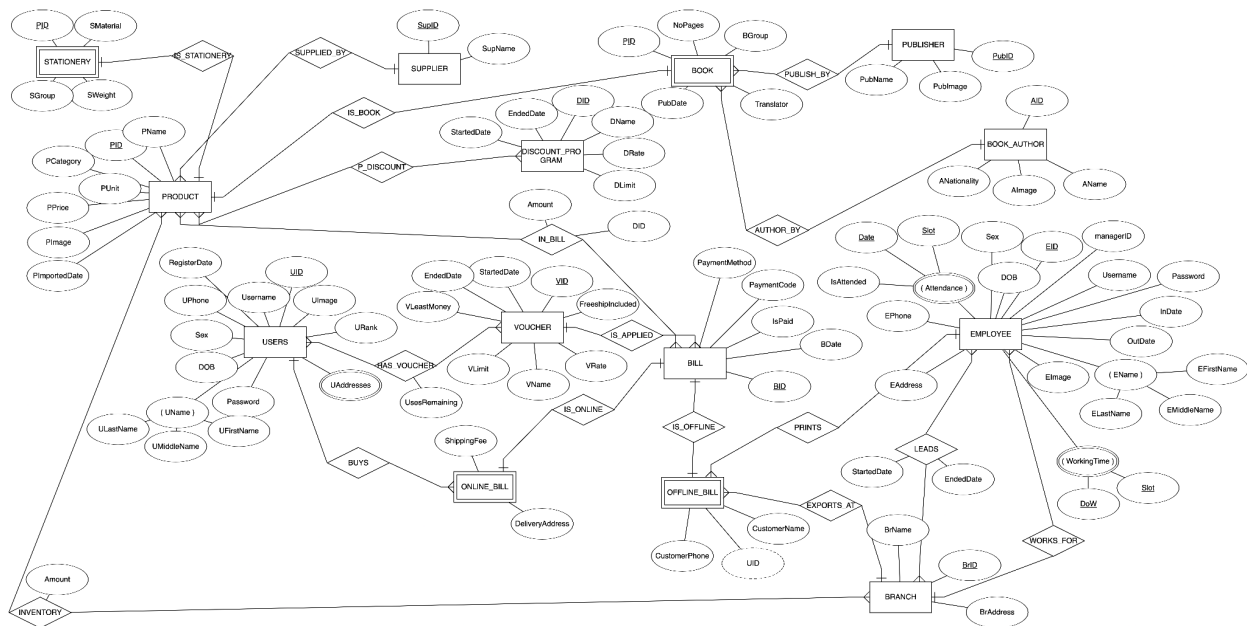 PID
SMaterial
STATIONERY
SGroup
SWeight
IS_STATIONERY
SUPPLIED_BY
SupID
SupName
SUPPLIER
NoPages
BGroup
PID
BOOK
PubDate
Translator
PUBLISH_BY
PUBLISHER
PubID
PubName
PubImage
IS_BOOK
DID
EndedDate
DName
StartedDate
DISCOUNT_PRO
GRAM
DRate
DLimit
P_DISCOUNT
AID
BOOK_AUTHOR
ANationality
AImage
AName
AUTHOR_BY
PName
PID
PCategory
PUnit
PRODUCT
PPrice
PImage
PImportedDate
Amount
DID
IN_BILL
RegisterDate
UID
UPhone
Username
UImage
Sex
USERS
URank
DOB
UAddresses
Password
( UName )
ULastName
UFirstName
UMiddleName
EndedDate
StartedDate
VID
VLeastMoney
FreeshipIncluded
VOUCHER
VLimit
VName
VRate
HAS_VOUCHER
UsesRemaining
IS_APPLIED
PaymentMethod
PaymentCode
IsPaid
BDate
BILL
BID
Date
Slot
Sex
EID
managerID
IsAttended
( Attendance )
DOB
Username
Password
EPhone
InDate
EMPLOYEE
OutDate
EAddress
EImage
( EName )
EFirstName
ELastName
EMiddleName
IS_ONLINE
IS_OFFLINE
PRINTS
LEADS
StartedDate
EndedDate
( WorkingTime )
Slot
DoW
BUYS
ShippingFee
ONLINE_BILL
DeliveryAddress
OFFLINE_BILL
CustomerName
CustomerPhone
UID
EXPORTS_AT
BrName
WORKS_FOR
BrID
BRANCH
BrAddress
Amount
INVENTORY